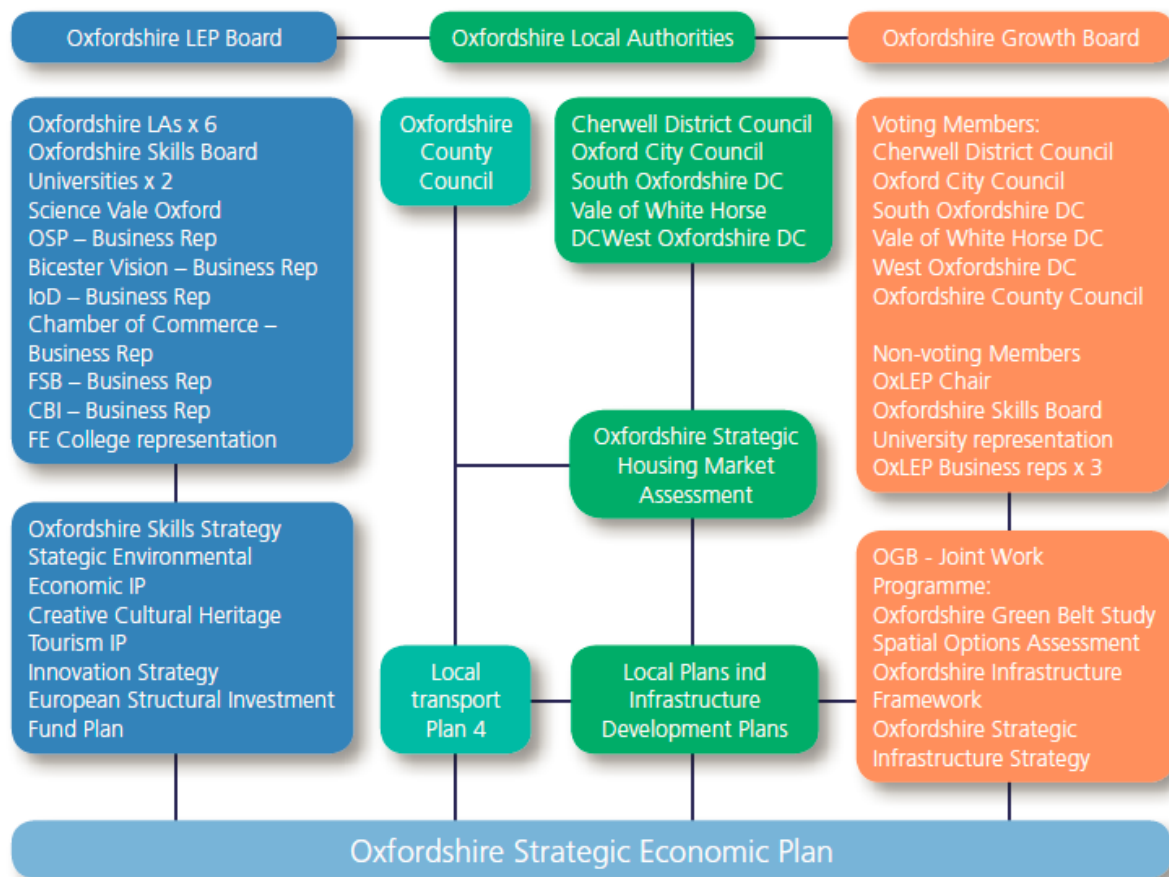 Oxfordshire LEP Board
Oxfordshire Local Authorities
Oxfordshire Growth Board
Oxfordshire LAs x 6
Oxfordshire Skills Board
Universities x 2
Science Vale Oxford
OSP – Business Rep
Bicester Vision – Business Rep
IoD – Business Rep
Chamber of Commerce –
Business Rep
FSB – Business Rep
CBI – Business Rep
FE College representation
Oxfordshire
County
Council
Cherwell District Council
Oxford City Council
South Oxfordshire DC
Vale of White Horse
DCWest Oxfordshire DC
Voting Members:
Cherwell District Council
Oxford City Council
South Oxfordshire DC
Vale of White Horse DC
West Oxfordshire DC
Oxfordshire County Council
Non-voting Members
OxLEP Chair
Oxfordshire Skills Board
University representation
OxLEP Business reps x 3
Oxfordshire Strategic
Housing Market
Assessment
Oxfordshire Skills Strategy
Stategic Environmental
Economic IP
Creative Cultural Heritage
Tourism IP
Innovation Strategy
European Structural Investment
Fund Plan
Local
transport
Plan 4
Local Plans ind
Infrastructure
Development Plans
OGB - Joint Work
Programme:
Oxfordshire Green Belt Study
Spatial Options Assessment
Oxfordshire Infrastructure
Framework
Oxfordshire Strategic
Infrastructure Strategy
Oxfordshire Strategic Economic Plan